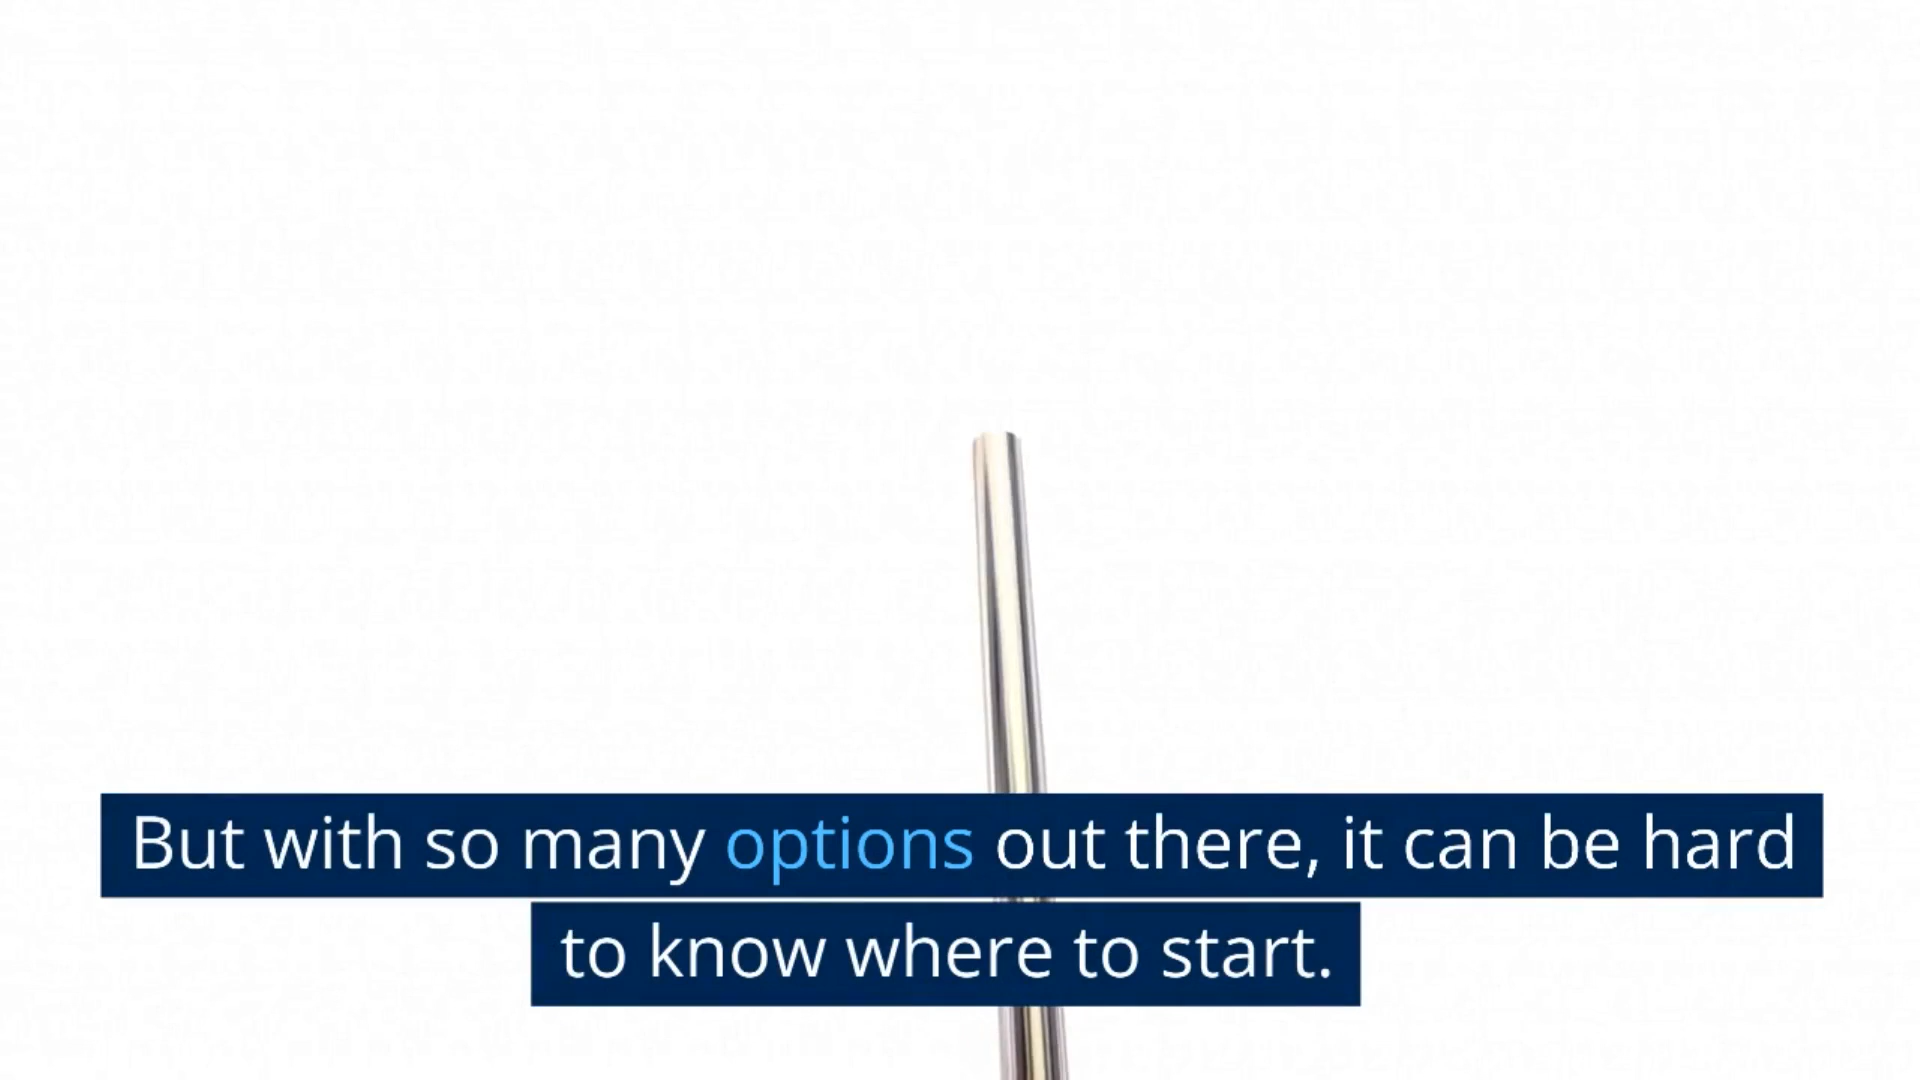 But with so many options out there, it can be hard
to know where to start.